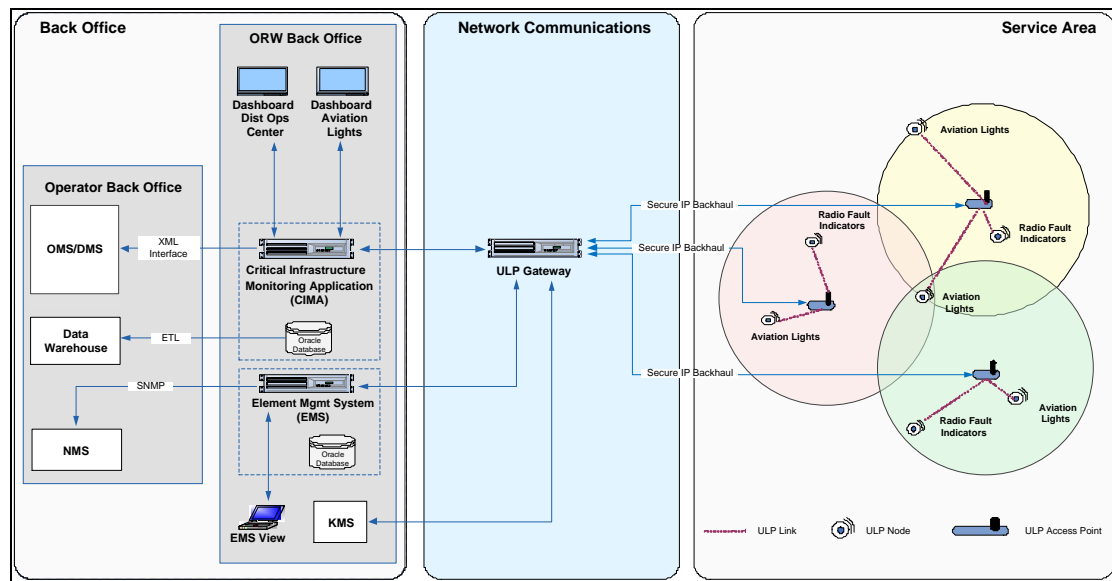 Back Office
Network Communications
Service Area
ORW Back Office
Dashboard
Dist Ops
Center
Dashboard
Aviation
Lights
Operator Back Office
OMS/DMS
XML
Interface
Critical Infrastructure
Monitoring Application
(CIMA)
Data
Warehouse
ETL
Oracle
Database
SNMP
Element Mgmt System
(EMS)
NMS
Oracle
Database
EMS View
KMS
ULP Gateway
Secure IP Backhaul
Secure IP Backhaul
Secure IP Backhaul
Aviation Lights
Radio Fault
Indicators
Radio Fault
Indicators
Aviation
Lights
Aviation Lights
Radio Fault
Indicators
Aviation
Lights
ULP Link
ULP Node
ULP Access Point